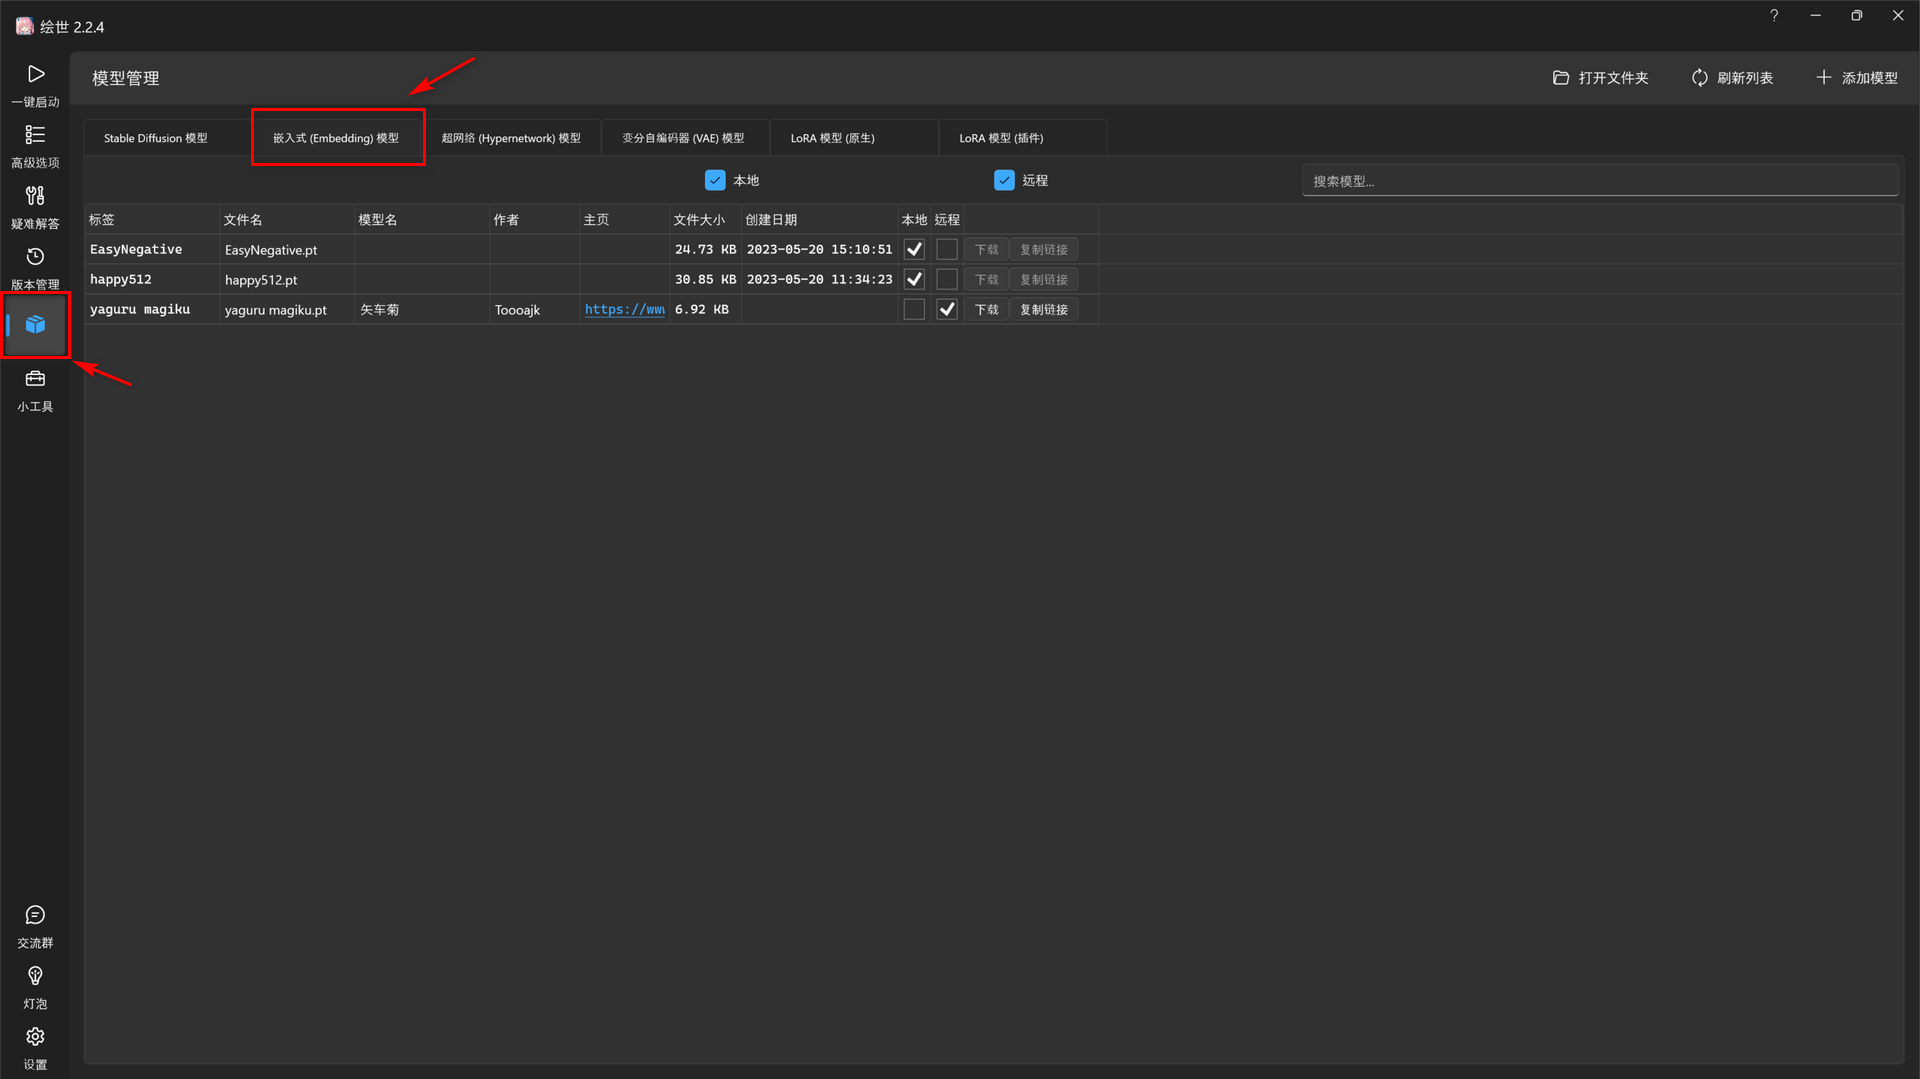 绘世 2.2.4
一键启动
高级选项
疑难解答
版本管理
小工具
交流群
灯泡
设置
模型管理
打开文件夹 刷新列表 添加模型
Stable Diffusion 模型 嵌入式 (Embedding) 模型 超网络 (Hypernetwork) 模型 变分自编码器 (VAE) 模型 LoRA 模型 (原生) LoRA 模型 (插件)
本地 远程 搜索模型...
标签 文件名 模型名 作者 主页 文件大小 创建日期 本地 远程
EasyNegative EasyNegative.pt 24.73 KB 2023-05-20 15:10:51 下载 复制链接
happy512 happy512.pt 30.85 KB 2023-05-20 11:34:23 下载 复制链接
yaguru magiku yaguru magiku.pt 矢车菊 Toooajk https://www 6.92 KB 下载 复制链接